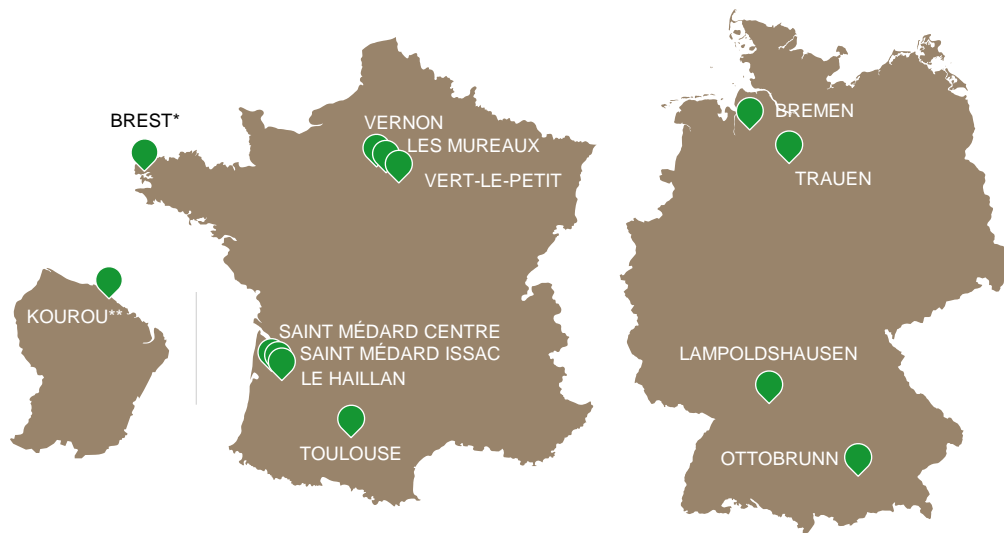 BREST*
VERNON
LES MUREAUX
VERT-LE-PETIT
KOUROU**
SAINT MÉDARD CENTRE
SAINT MÉDARD ISSAC
LE HAILLAN
TOULOUSE
BREMEN
TRAUEN
LAMPOLDSHAUSEN
OTTOBRUNN